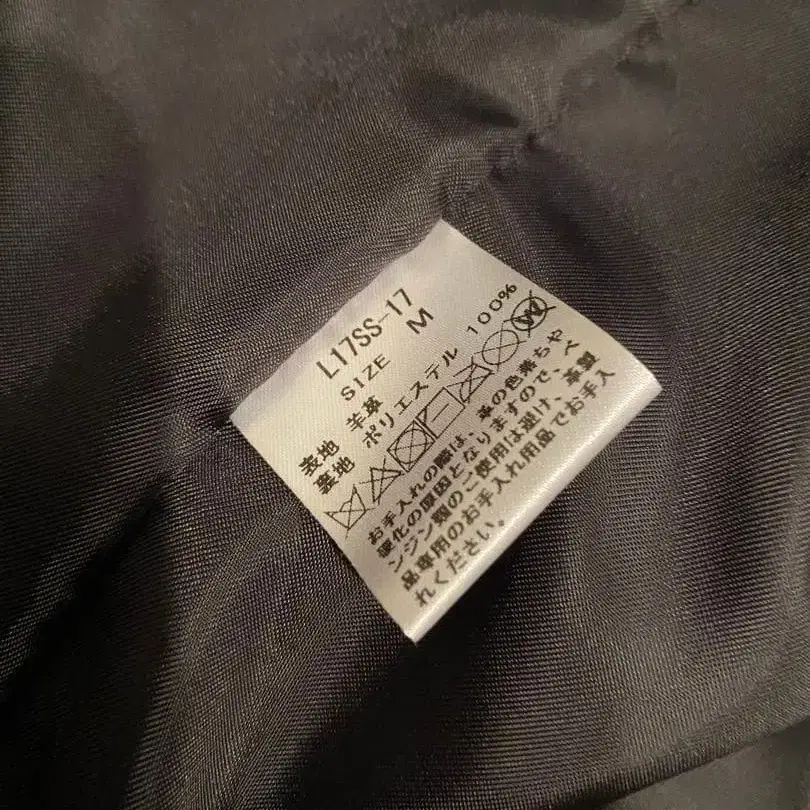 L17SS-17
SIZE M
表地 羊革
裏地 ポリエステル 100%
お手入れの際は、革の色落ちや
硬化の原因となりますので、ベ
ンジン類のご使用は避け、革製
品専用のお手入れ用品でお手入
れください。